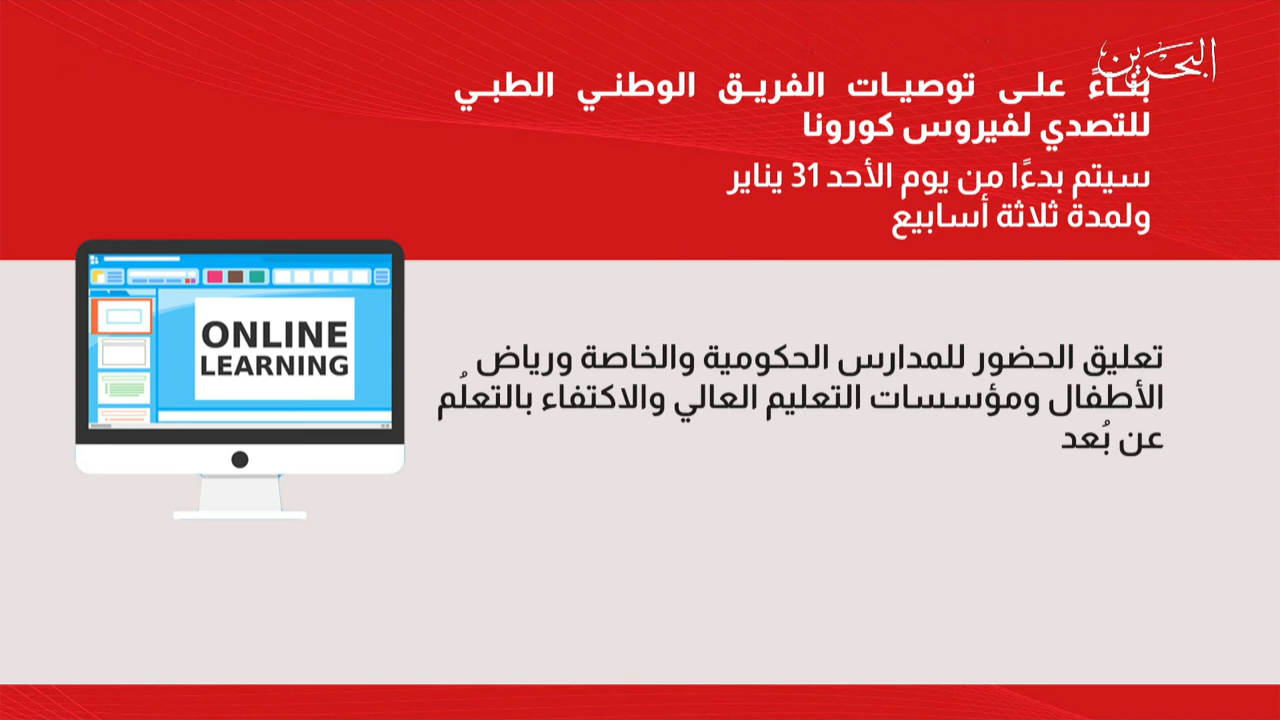 البحرين
بناءً على توصيات الفريق الوطني الطبي
للتصدي لفيروس كورونا
سيتم بدءًا من يوم الأحد 31 يناير
ولمدة ثلاثة أسابيع
تعليق الحضور للمدارس الحكومية والخاصة ورياض
الأطفال ومؤسسات التعليم العالي والاكتفاء بالتعلُم
عن بُعد
ONLINE
LEARNING